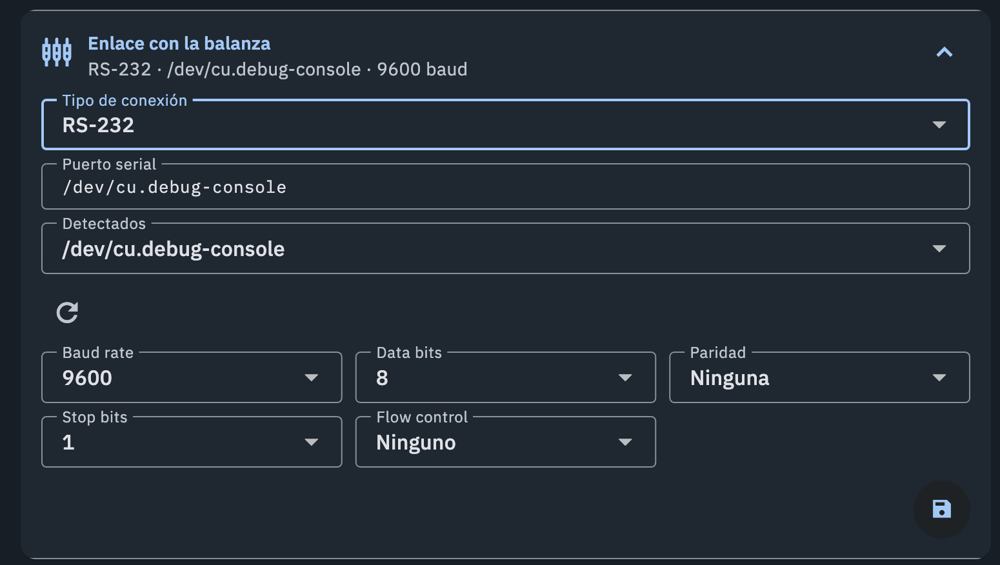 Enlace con la balanza
RS-232 · /dev/cu.debug-console · 9600 baud
Tipo de conexión
RS-232
Puerto serial
/dev/cu.debug-console
Detectados
/dev/cu.debug-console
Baud rate
9600
Data bits
8
Paridad
Ninguna
Stop bits
1
Flow control
Ninguno